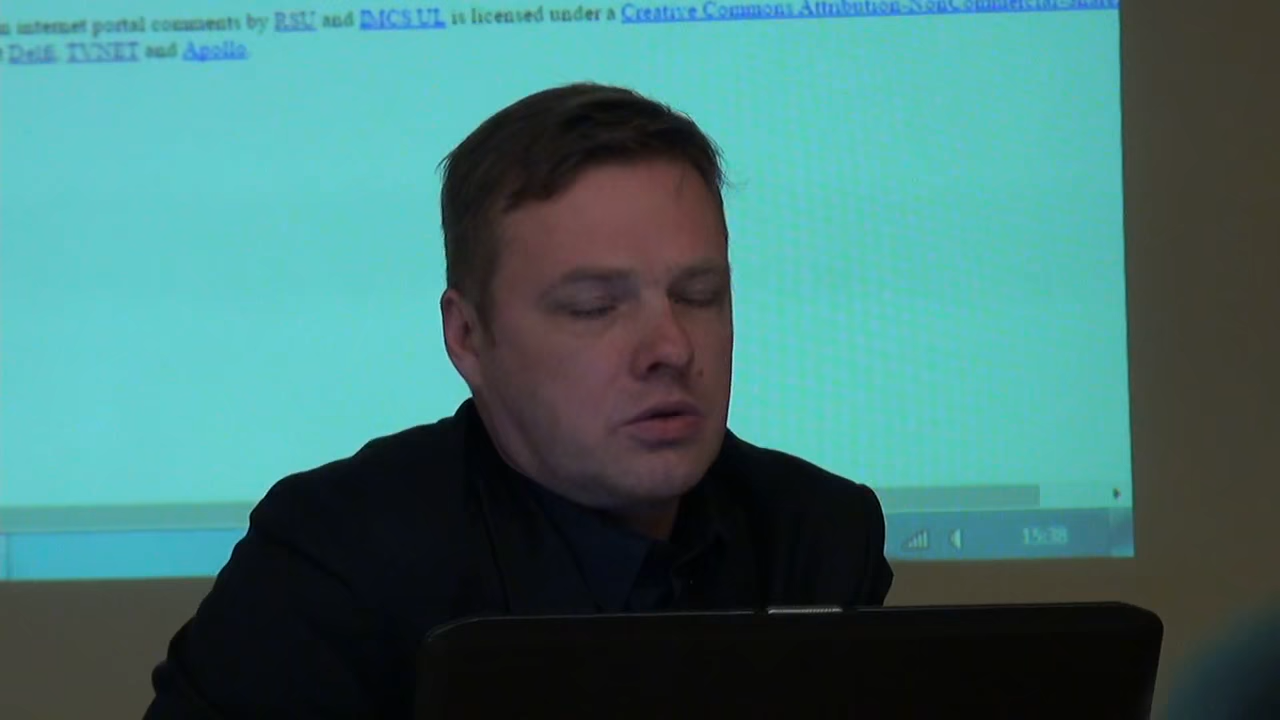 n internet portal comments by RSU and IMCS UL is licensed under a Creative Commons Attribution-NonCommercial-Share
Delfi, TVNET and Apollo.
15:38